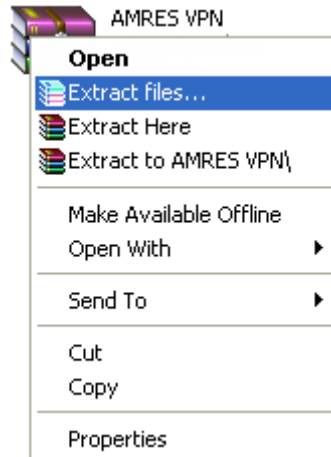 AMRES VPN
Open
Extract files...
Extract Here
Extract to AMRES VPN\
Make Available Offline
Open With
Send To
Cut
Copy
Properties